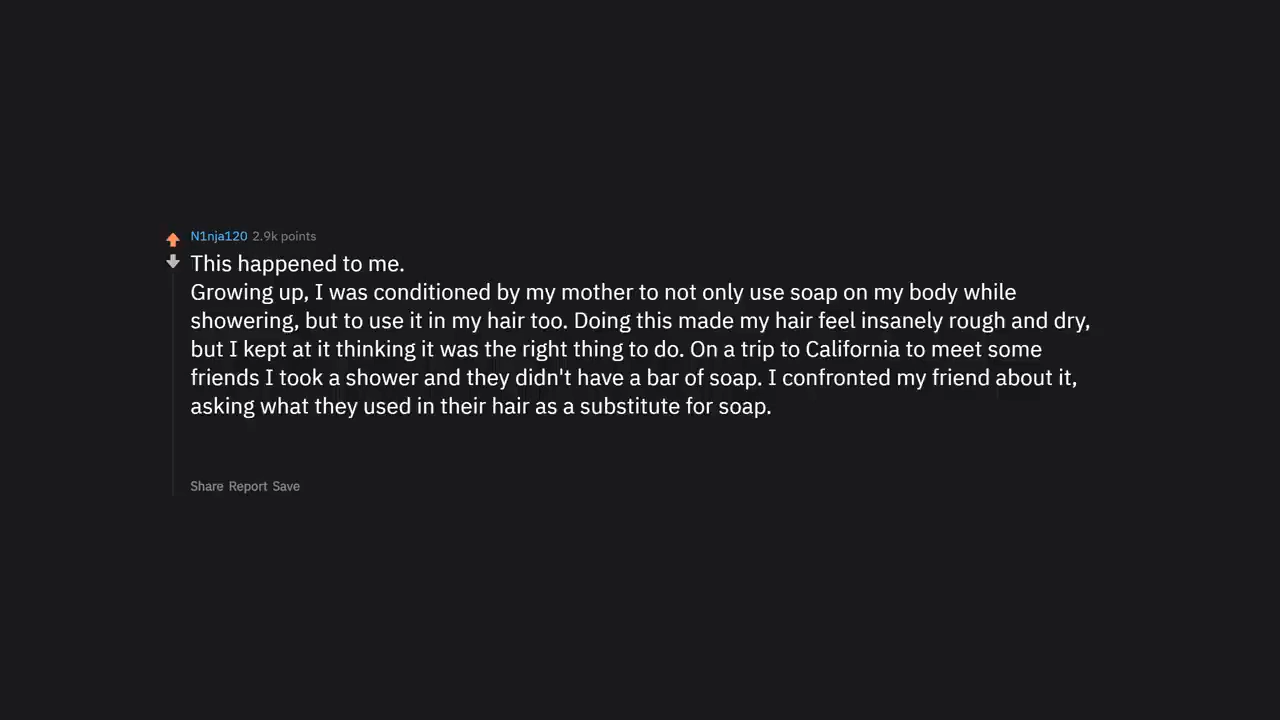 N1nja120 2.9k points
This happened to me.
Growing up, I was conditioned by my mother to not only use soap on my body while
showering, but to use it in my hair too. Doing this made my hair feel insanely rough and dry,
but I kept at it thinking it was the right thing to do. On a trip to California to meet some
friends I took a shower and they didn't have a bar of soap. I confronted my friend about it,
asking what they used in their hair as a substitute for soap.
Share Report Save